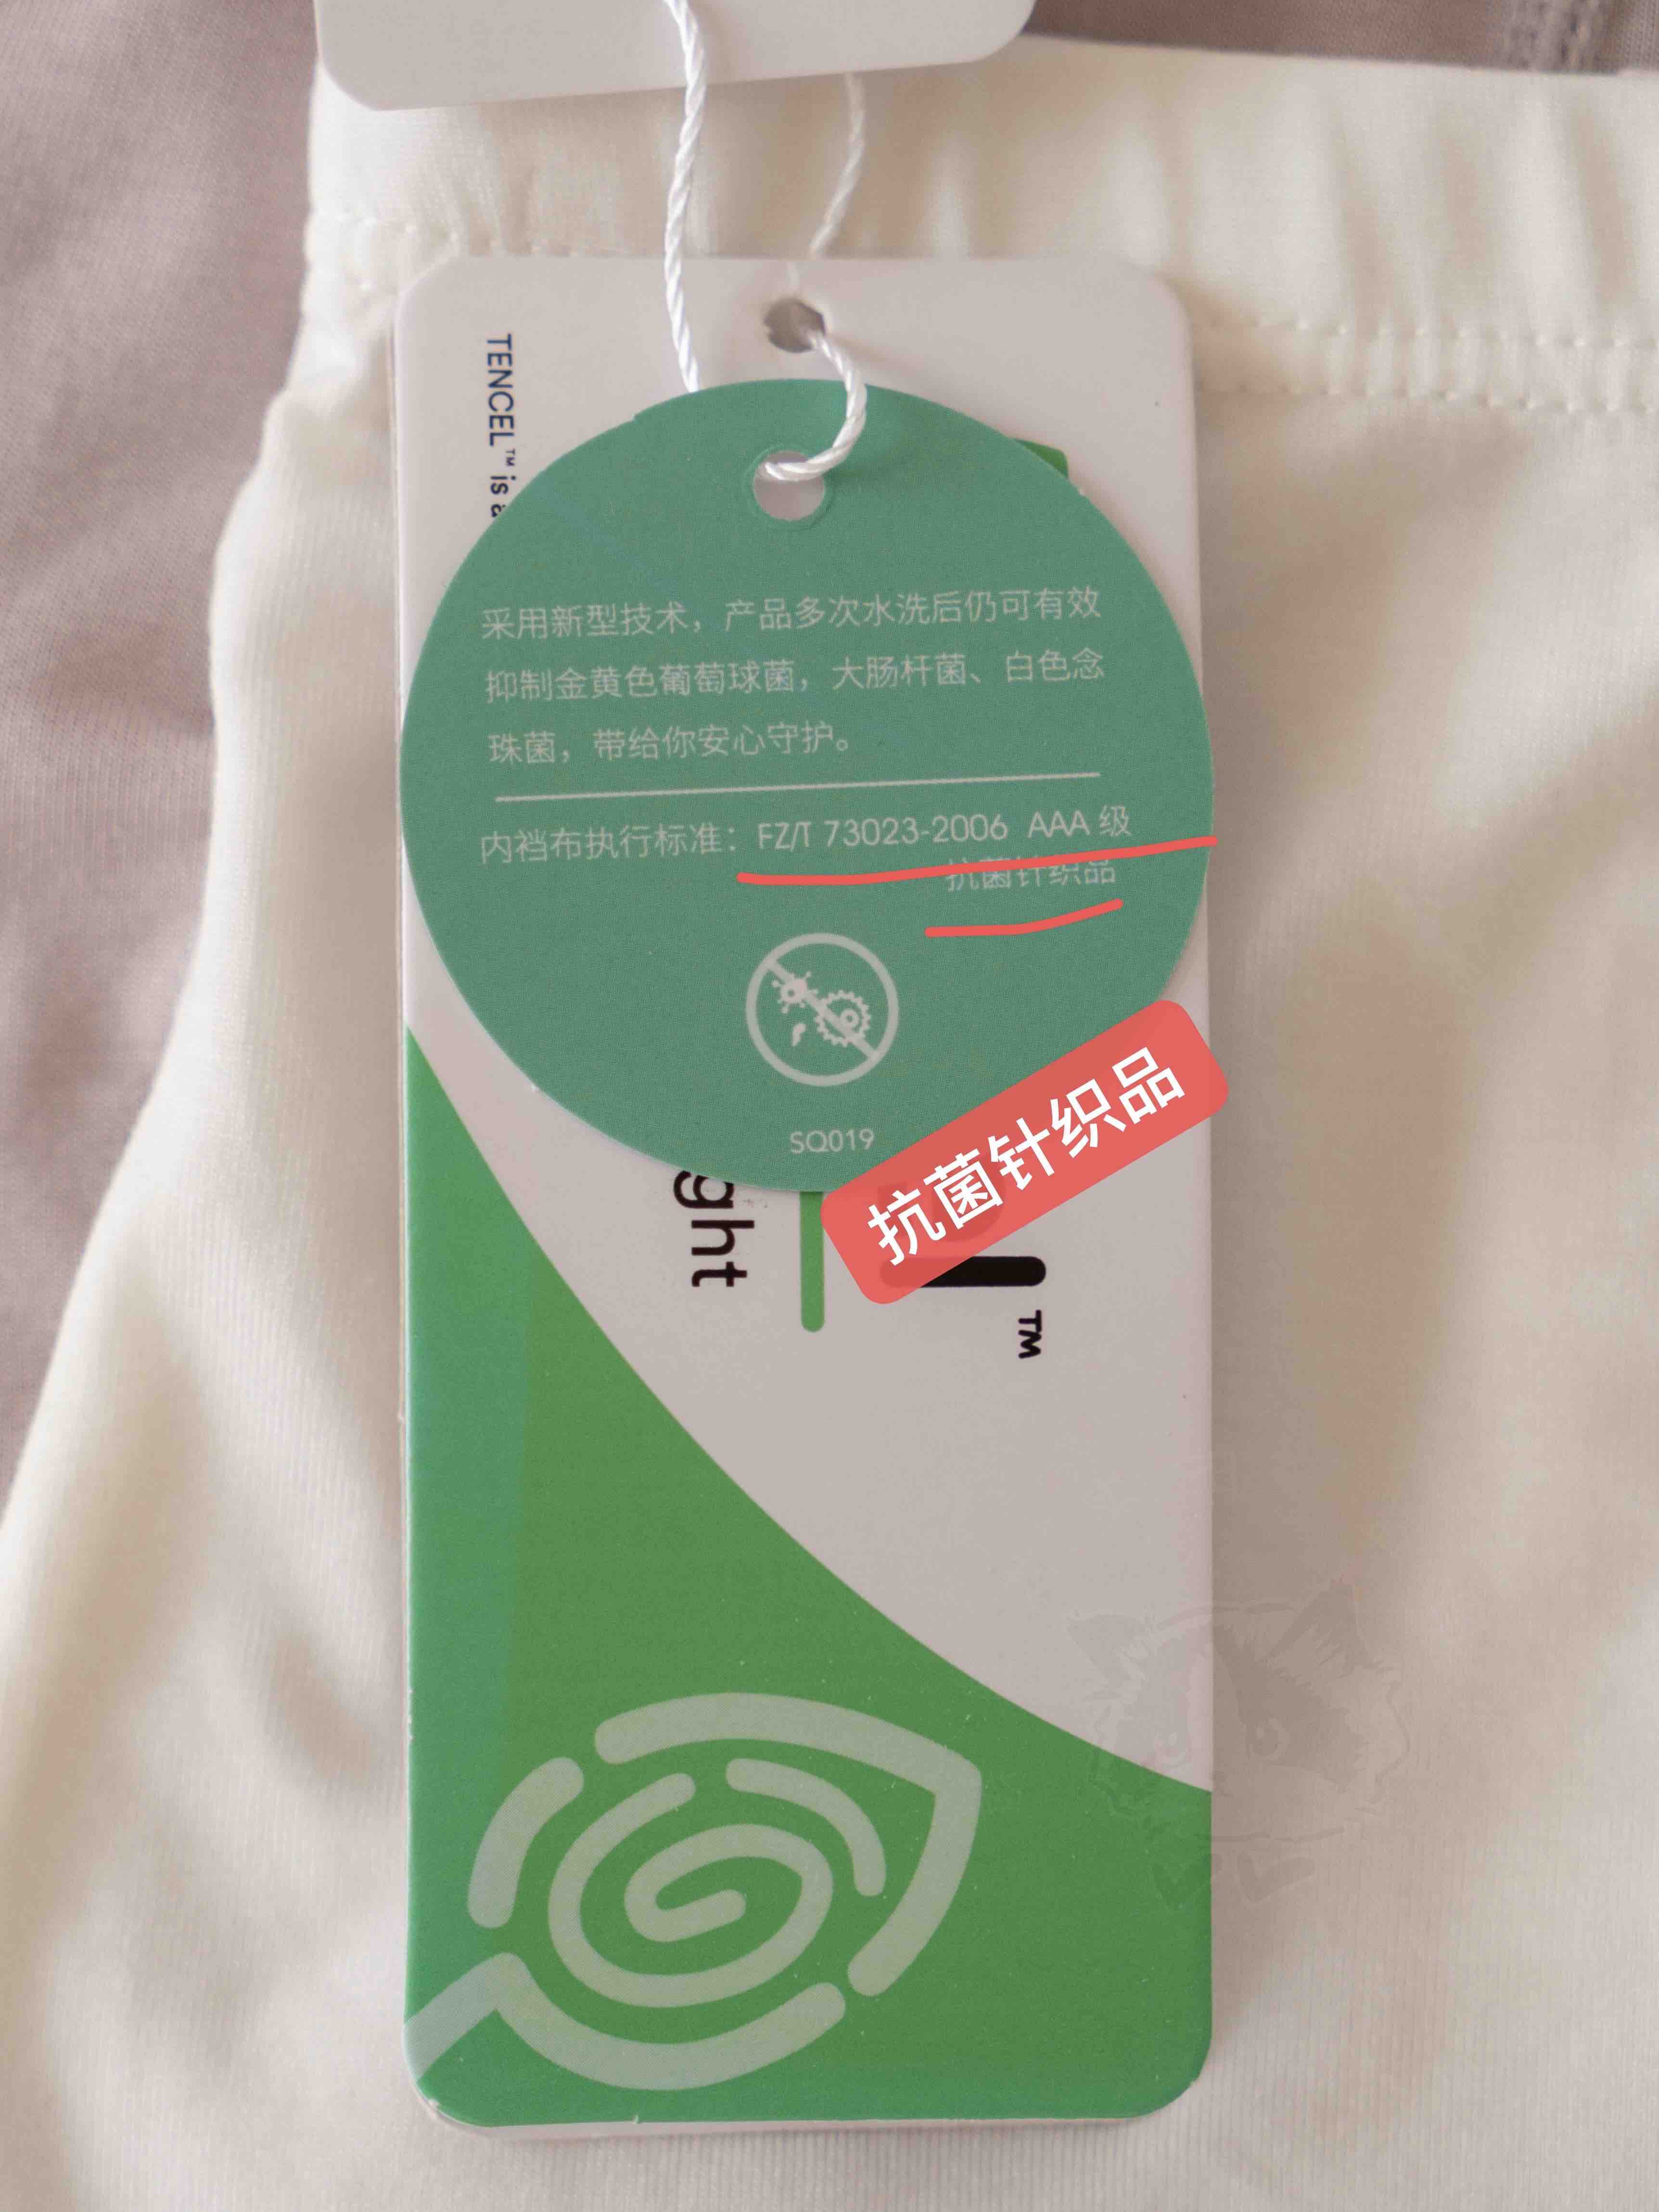 TENCEL™ is a
采用新型技术，产品多次水洗后仍可有效
抑制金黄色葡萄球菌，大肠杆菌、白色念
珠菌，带给你安心守护。
内裆布执行标准：FZ/T 73023-2006 AAA 级
抗菌针织品
SQ019
抗菌针织品
ght
TM